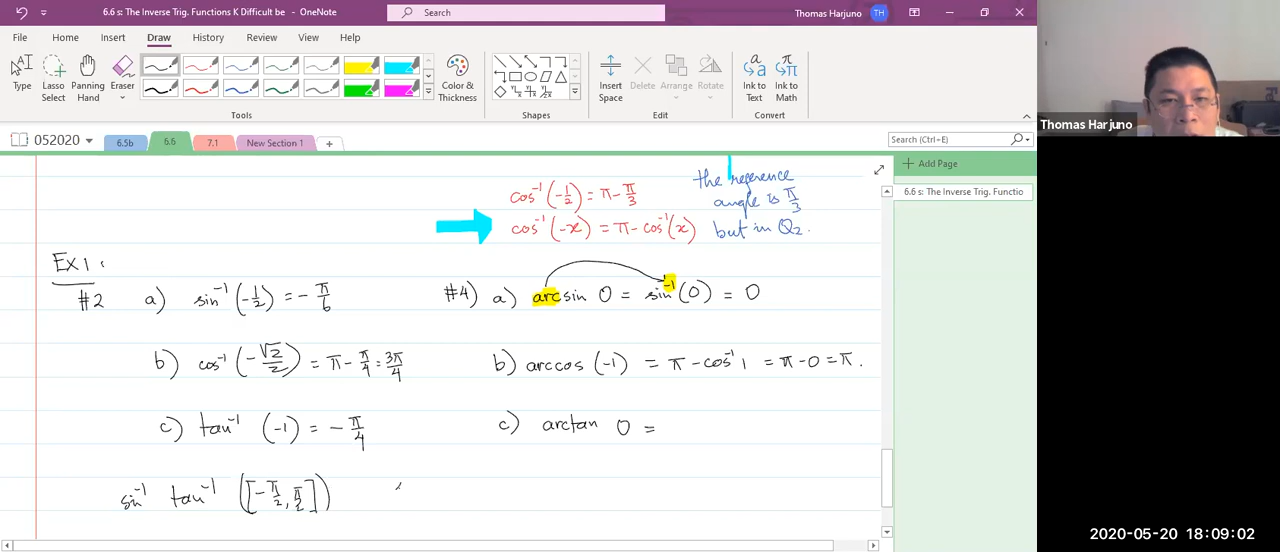 6.6 s: The Inverse Trig. Functions K Difficult be - OneNote
Search
Thomas Harjuno
TH
File Home Insert Draw History Review View Help
Type
Lasso Select
Panning Hand
Eraser
Color & Thickness
Insert Space
Delete
Arrange
Rotate
Ink to Text
Ink to Math
Tools
Shapes
Edit
Convert
052020
6.5b
6.6
7.1
New Section 1
Search (Ctrl+E)
Thomas Harjuno
Add Page
6.6 s: The Inverse Trig. Functio
cos⁻¹(-1/2) = π - π/3
cos⁻¹(-x) = π - cos⁻¹(x)
the reference
angle is π/3
but in Q2.
Ex 1:
#2 a) sin⁻¹(-1/2) = -π/6
b) cos⁻¹(-√2/2) = π - π/4 = 3π/4
c) tan⁻¹ (-1) = -π/4
sin⁻¹ tan⁻¹ ([-π/2, π/2])
#4) a) arcsin 0 = sin⁻¹(0) = 0
b) arccos (-1) = π - cos⁻¹ 1 = π - 0 = π.
c) arctan 0 =
2020-05-20 18:09:02